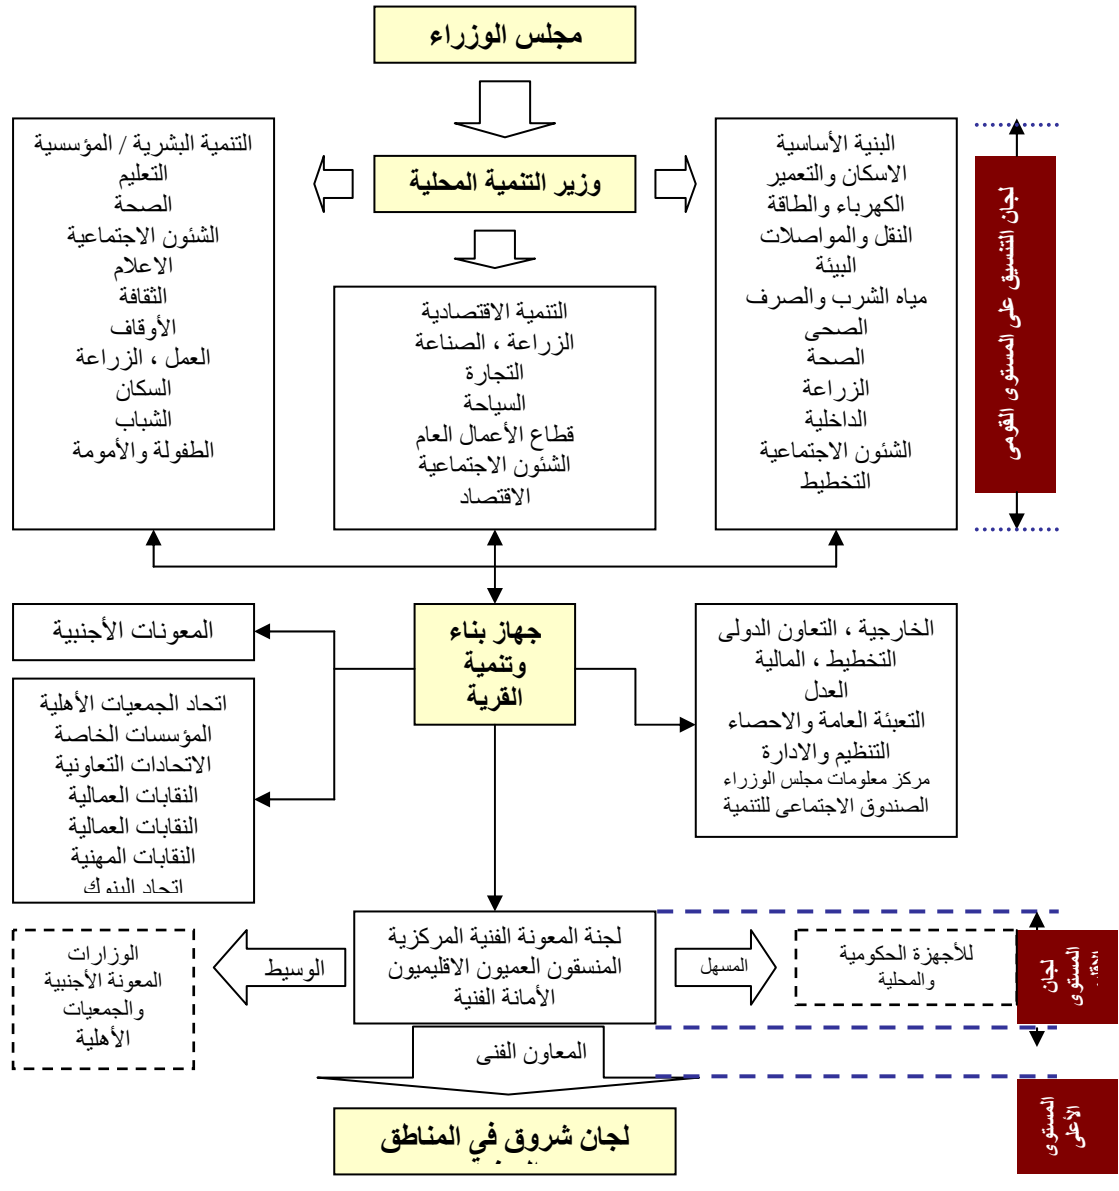 مجلس الوزراء
وزير التنمية المحلية
البنية الأساسية
الاسكان والتعمير
الكهرباء والطاقة
النقل والمواصلات
البيئة
مياه الشرب والصرف
الصحى
الصحة
الزراعة
الداخلية
الشئون الاجتماعية
التخطيط
التنمية الاقتصادية
الزراعة ، الصناعة
التجارة
السياحة
قطاع الأعمال العام
الشئون الاجتماعية
الاقتصاد
التنمية البشرية / المؤسسية
التعليم
الصحة
الشئون الاجتماعية
الاعلام
الثقافة
الأوقاف
العمل ، الزراعة
السكان
الشباب
الطفولة والأمومة
لجان التنسيق على المستوى القومى
جهاز بناء
وتنمية
القرية
الخارجية ، التعاون الدولى
التخطيط ، المالية
العدل
التعبئة العامة والاحصاء
التنظيم والادارة
مركز معلومات مجلس الوزراء
الصندوق الاجتماعى للتنمية
المعونات الأجنبية
اتحاد الجمعيات الأهلية
المؤسسات الخاصة
الاتحادات التعاونية
النقابات العمالية
النقابات العمالية
النقابات المهنية
اتحاد البنوك
لجنة المعونة الفنية المركزية
المنسقون العميون الاقليميون
الأمانة الفنية
المسهل
للأجهزة الحكومية
والمحلية
الوسيط
الوزارات
المعونة الأجنبية
والجمعيات
الأهلية
لجان
المستوى
المعاون الفنى
لجان شروق في المناطق
المستوى
الأعلى